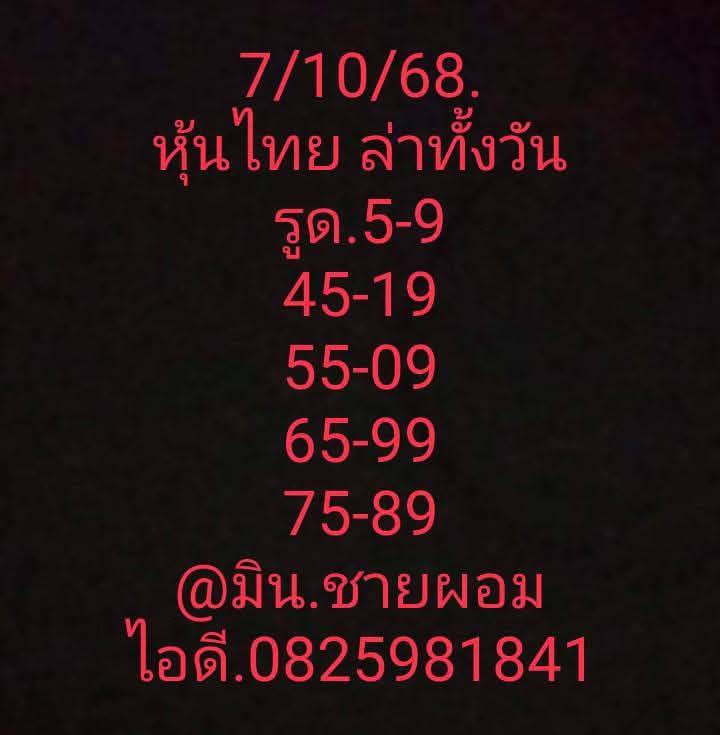 7/10/68.
หุ้นไทย ล่าทั้งวัน
รูด.5-9
45-19
55-09
65-99
75-89
@มิน.ชายผอม
ไอดี.0825981841